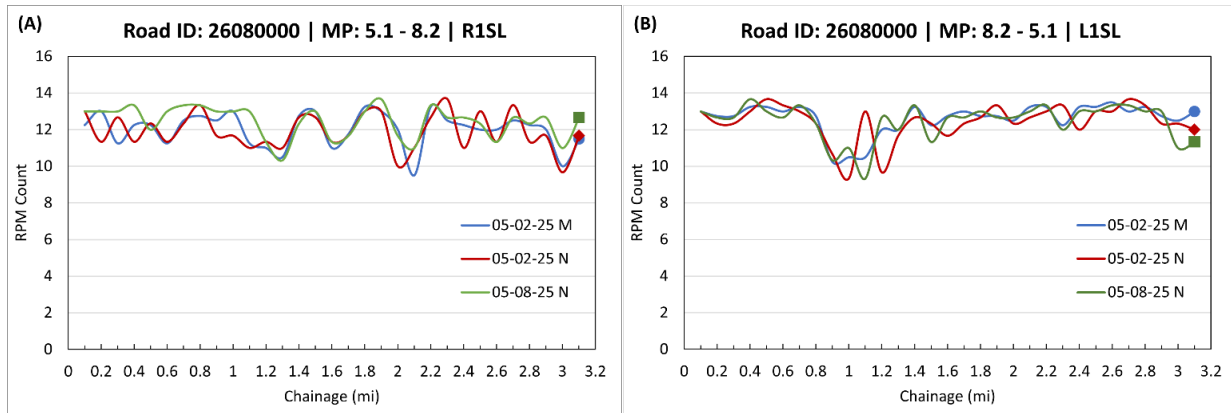 (A)
Road ID: 26080000 | MP: 5.1 - 8.2 | R1SL
16
14
12
10
8
6
4
2
0
RPM Count
05-02-25 M
05-02-25 N
05-08-25 N
0 0.2 0.4 0.6 0.8 1 1.2 1.4 1.6 1.8 2 2.2 2.4 2.6 2.8 3 3.2
Chainage (mi)
(B)
Road ID: 26080000 | MP: 8.2 - 5.1 | L1SL
16
14
12
10
8
6
4
2
0
RPM Count
05-02-25 M
05-02-25 N
05-08-25 N
0 0.2 0.4 0.6 0.8 1 1.2 1.4 1.6 1.8 2 2.2 2.4 2.6 2.8 3 3.2
Chainage (mi)